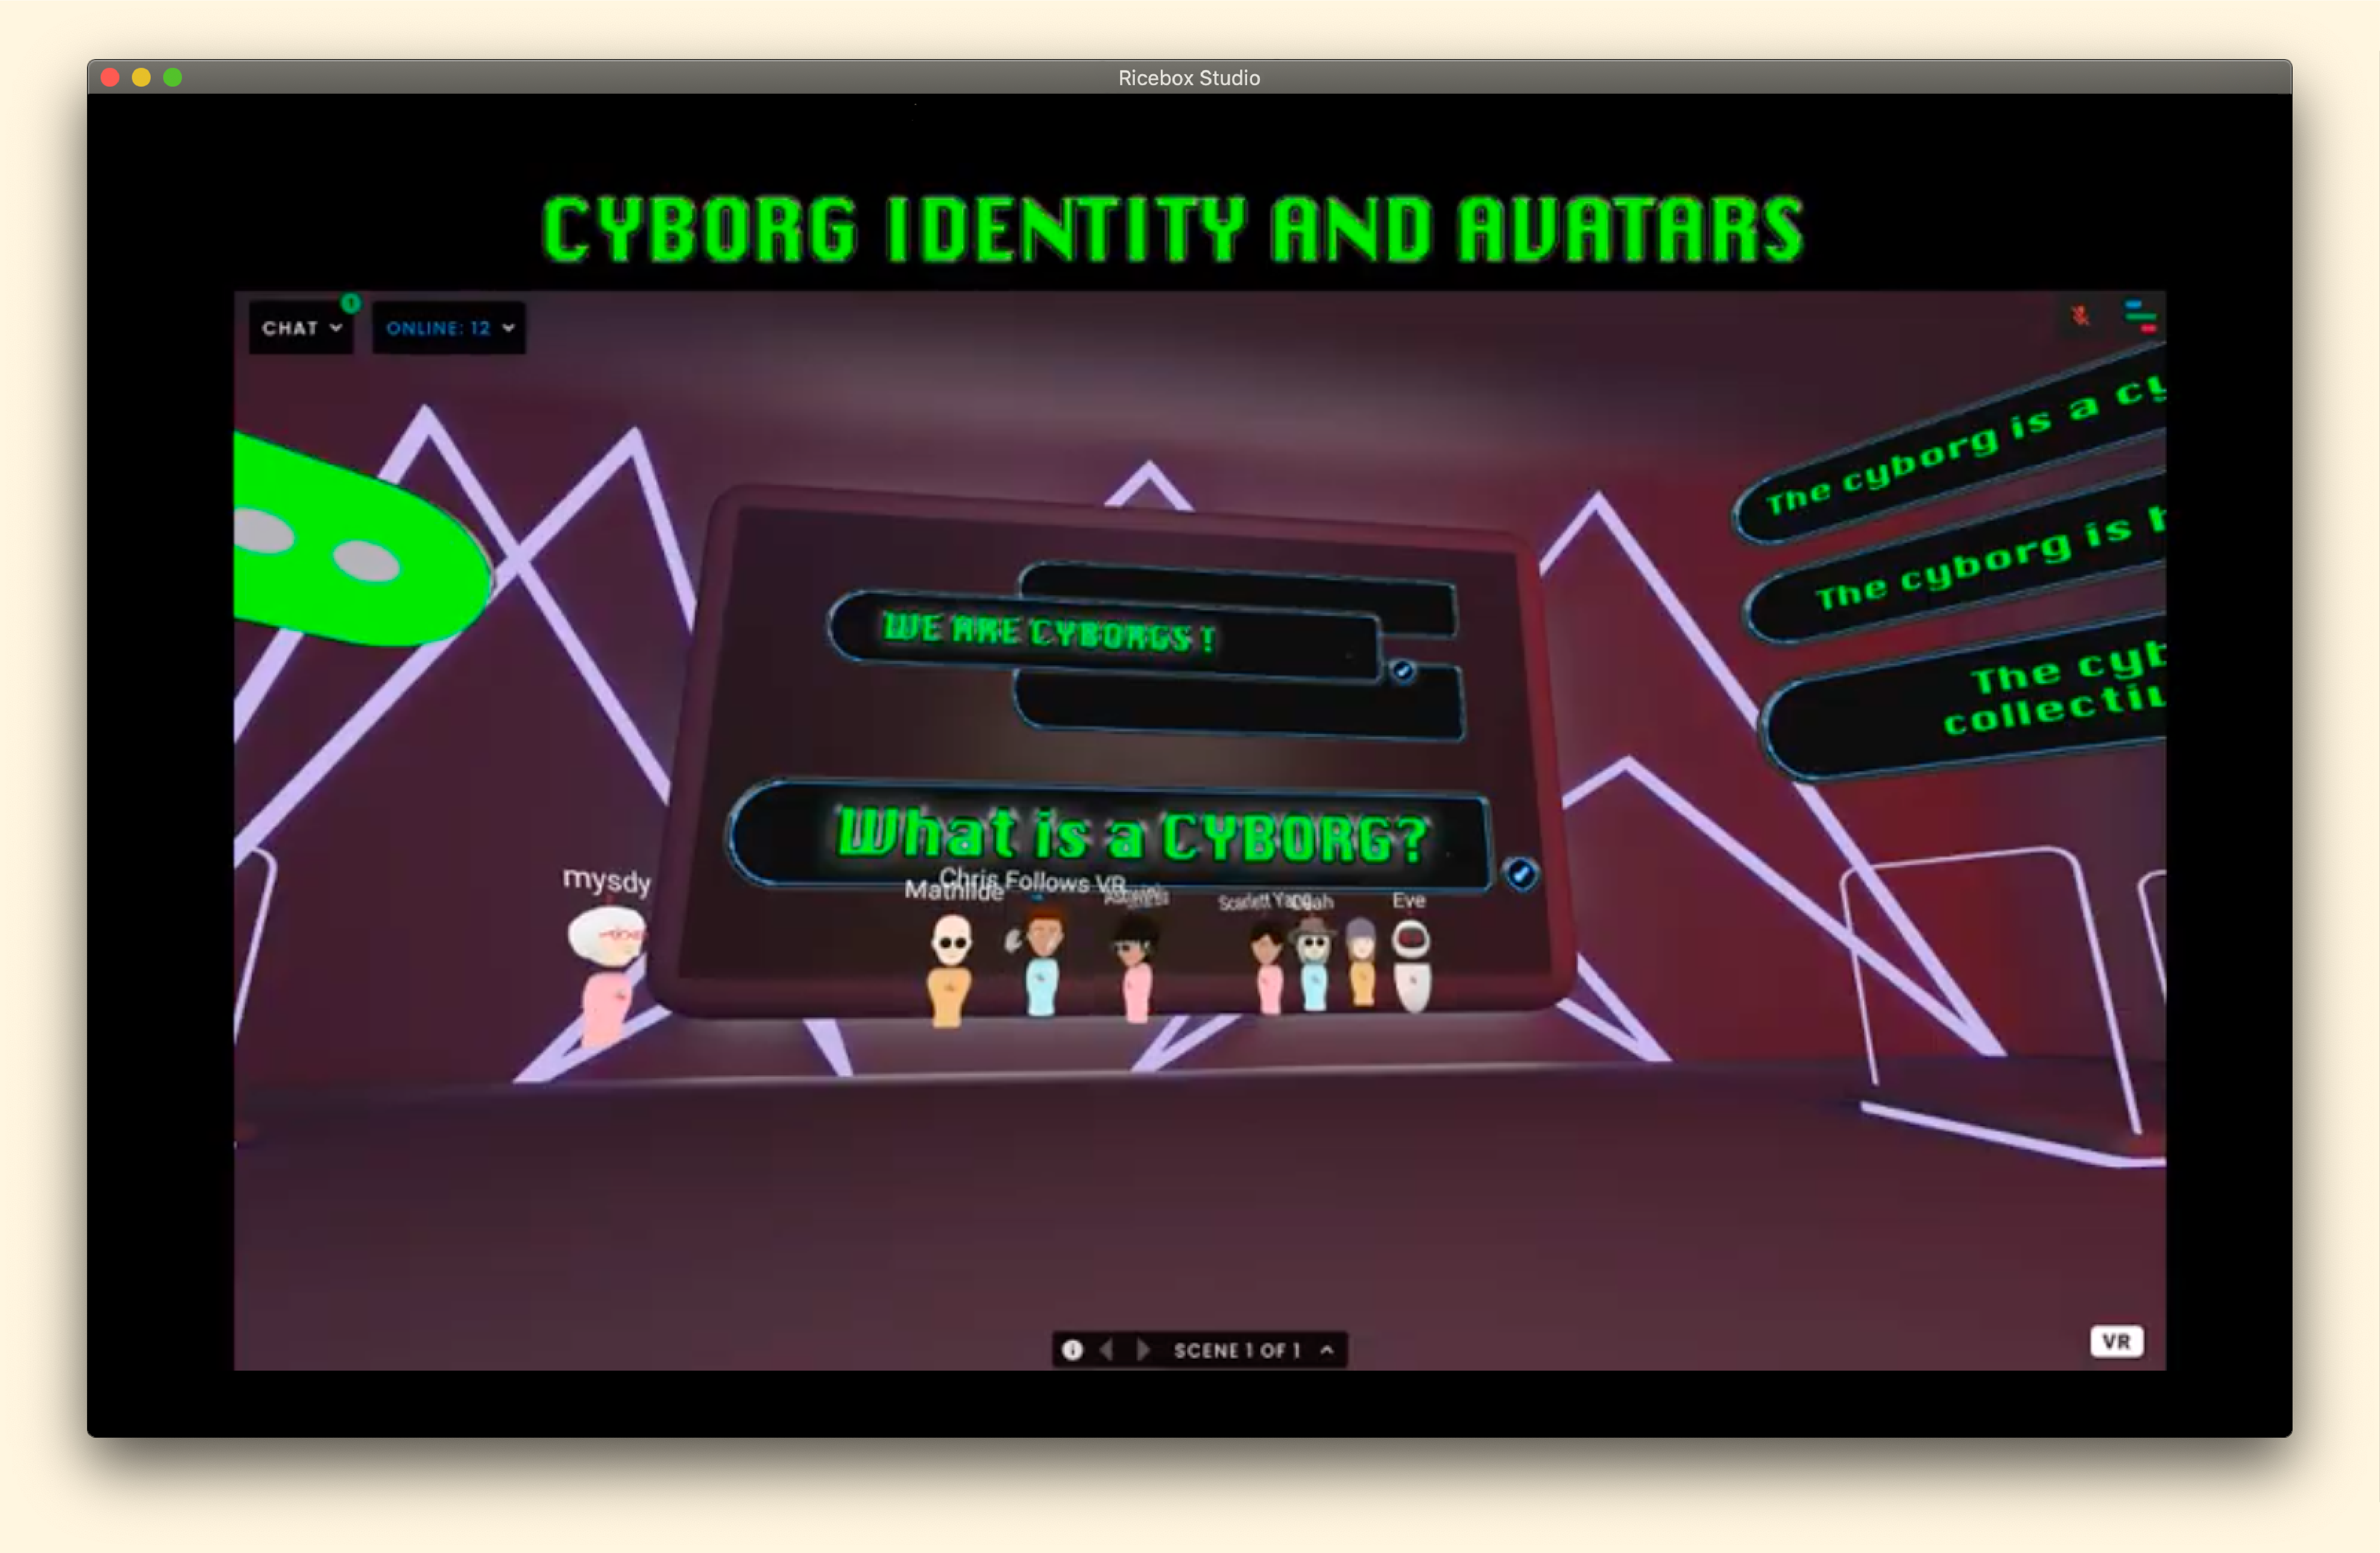 Ricebox Studio
CYBORG IDENTITY AND AVATARS
CHAT
1
ONLINE: 12
The cyborg is a cy
The cyborg is
The cyb
collecti
WE ARE CYBORGS!
What is a CYBORG?
mysdy
Mathilde
Chris Follows VR
Scarlett Yang
Eve
SCENE 1 OF 1
VR